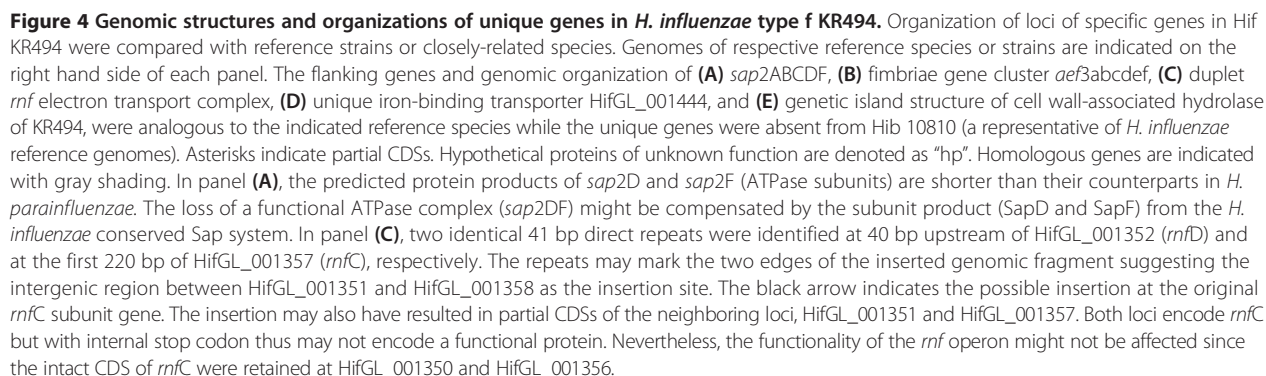 Figure 4 Genomic structures and organizations of unique genes in H. influenzae type f KR494. Organization of loci of specific genes in Hif
KR494 were compared with reference strains or closely-related species. Genomes of respective reference species or strains are indicated on the
right hand side of each panel. The flanking genes and genomic organization of (A) sap2ABCDF, (B) fimbriae gene cluster aef3abcdef, (C) duplet
rnf electron transport complex, (D) unique iron-binding transporter HifGL_001444, and (E) genetic island structure of cell wall-associated hydrolase
of KR494, were analogous to the indicated reference species while the unique genes were absent from Hib 10810 (a representative of H. influenzae
reference genomes). Asterisks indicate partial CDSs. Hypothetical proteins of unknown function are denoted as “hp”. Homologous genes are indicated
with gray shading. In panel (A), the predicted protein products of sap2D and sap2F (ATPase subunits) are shorter than their counterparts in H.
parainfluenzae. The loss of a functional ATPase complex (sap2DF) might be compensated by the subunit product (SapD and SapF) from the H.
influenzae conserved Sap system. In panel (C), two identical 41 bp direct repeats were identified at 40 bp upstream of HifGL_001352 (rnfD) and
at the first 220 bp of HifGL_001357 (rnfC), respectively. The repeats may mark the two edges of the inserted genomic fragment suggesting the
intergenic region between HifGL_001351 and HifGL_001358 as the insertion site. The black arrow indicates the possible insertion at the original
rnfC subunit gene. The insertion may also have resulted in partial CDSs of the neighboring loci, HifGL_001351 and HifGL_001357. Both loci encode rnfC
but with internal stop codon thus may not encode a functional protein. Nevertheless, the functionality of the rnf operon might not be affected since
the intact CDS of rnfC were retained at HifGL_001350 and HifGL_001356.